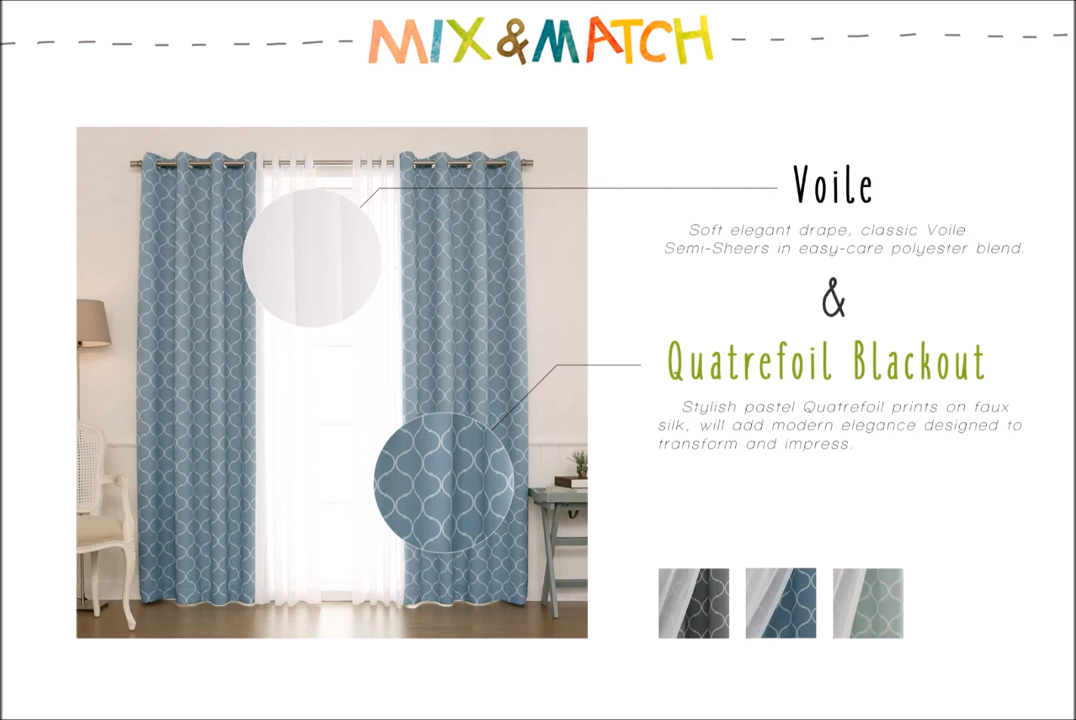 MIX&MATCH
Voile
Soft elegant drape, classic Voile
Semi-Sheers in easy-care polyester blend.
&
Quatrefoil Blackout
Stylish pastel Quatrefoil prints on faux
silk, will add modern elegance designed to
transform and impress.